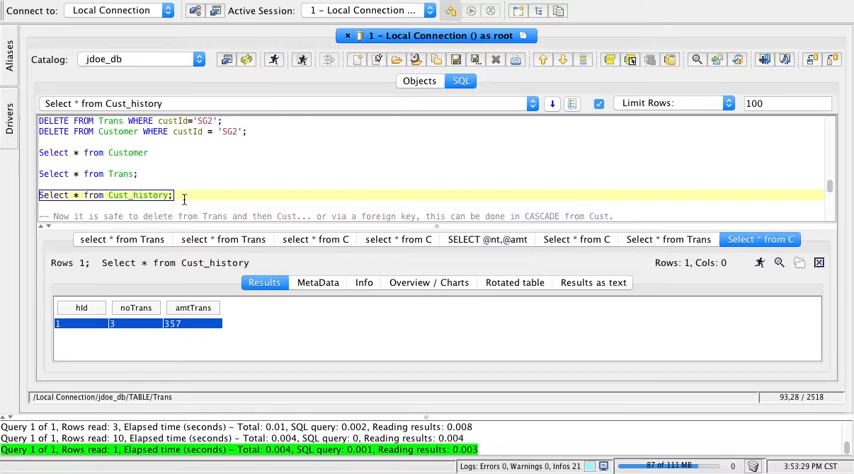 Connect to: Local Connection Active Session: 1 – Local Connection ...
1 – Local Connection () as root
Catalog: jdoe_db
Aliases
Drivers
Objects SQL
Select * from Cust_history Limit Rows: 100
DELETE FROM Trans WHERE custId='SG2';
DELETE FROM Customer WHERE custId = 'SG2';
Select * from Customer
Select * from Trans;
Select * from Cust_history;
-- Now it is safe to delete from Trans and then Cust... or via a foreign key, this can be done in CASCADE from Cust.
select * from Trans select * from Trans select * from C select * from C SELECT @nt,@amt Select * from C Select * from Trans Select * from C
Rows 1; Select * from Cust_history Rows: 1, Cols: 0
Results MetaData Info Overview / Charts Rotated table Results as text
hId noTrans amtTrans
1 3 357
/Local Connection/jdoe_db/TABLE/Trans 93,28 / 2518
Query 1 of 1, Rows read: 3, Elapsed time (seconds) – Total: 0.01, SQL query: 0.002, Reading results: 0.008
Query 1 of 1, Rows read: 10, Elapsed time (seconds) – Total: 0.004, SQL query: 0, Reading results: 0.004
Query 1 of 1, Rows read: 1, Elapsed time (seconds) – Total: 0.004, SQL query: 0.001, Reading results: 0.003
Logs: Errors 0, Warnings 0, Infos 21 87 of 111 MB 0 3:53:29 PM CST